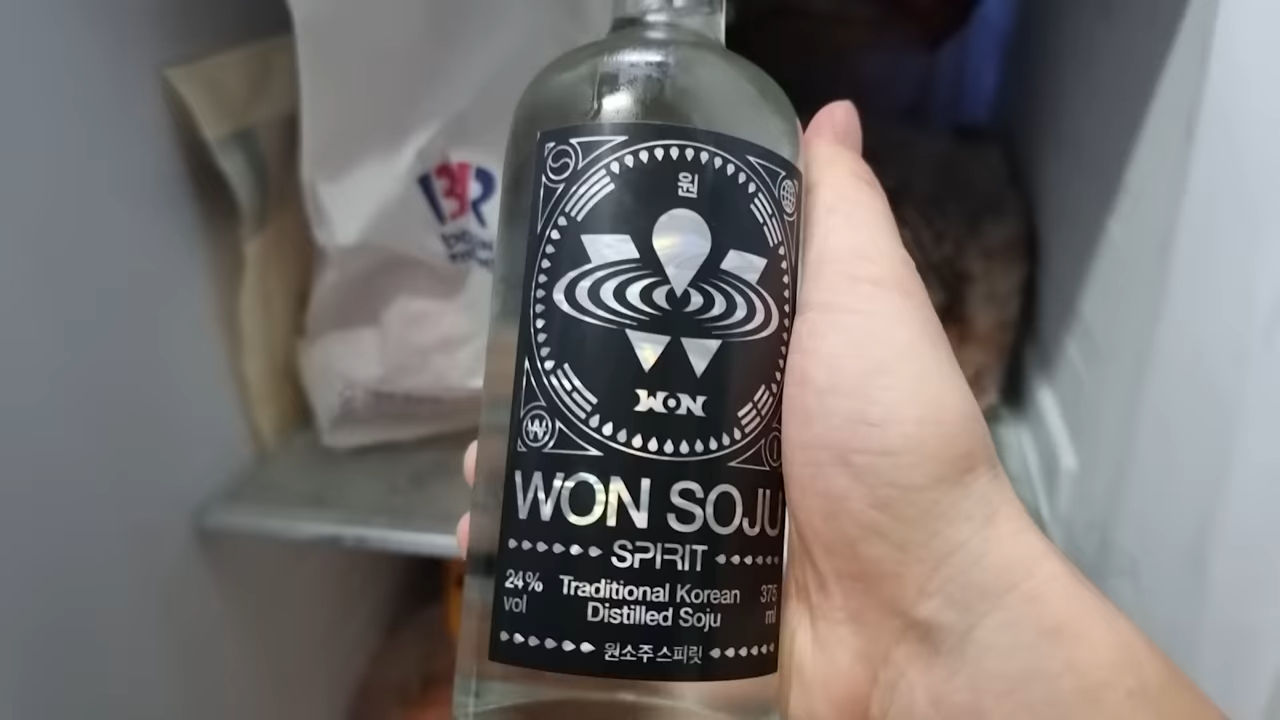 원
WON
WON SOJU
SPIRIT
24% vol
Traditional Korean
Distilled Soju
375 ml
원소주 스피릿
BR